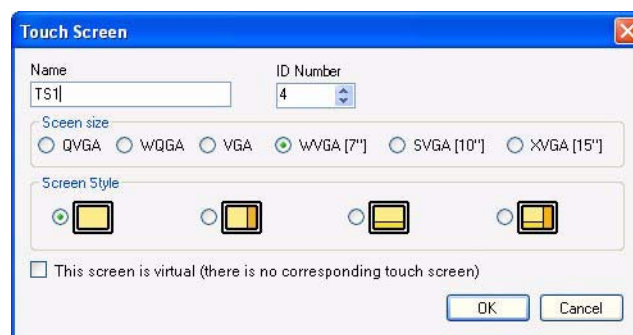 Touch Screen
Name ID Number
TS1 4
Sceen size
QVGA WQGA VGA WVGA [7"] SVGA [10"] XVGA [15"]
Screen Style
This screen is virtual (there is no corresponding touch screen)
OK Cancel